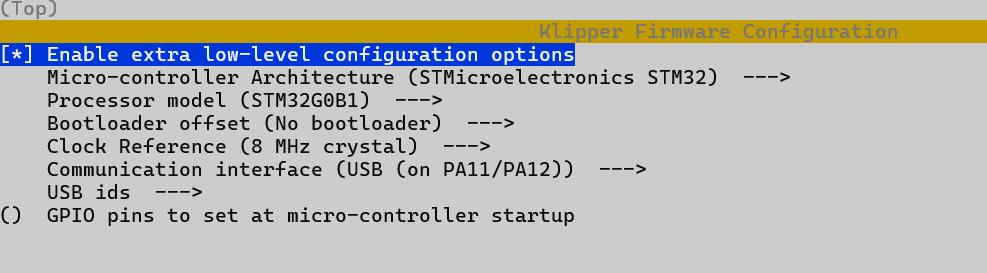 (Top)
Klipper Firmware Configuration
[*] Enable extra low-level configuration options
Micro-controller Architecture (STMicroelectronics STM32)  --->
Processor model (STM32G0B1)  --->
Bootloader offset (No bootloader)  --->
Clock Reference (8 MHz crystal)  --->
Communication interface (USB (on PA11/PA12))  --->
USB ids  --->
()  GPIO pins to set at micro-controller startup